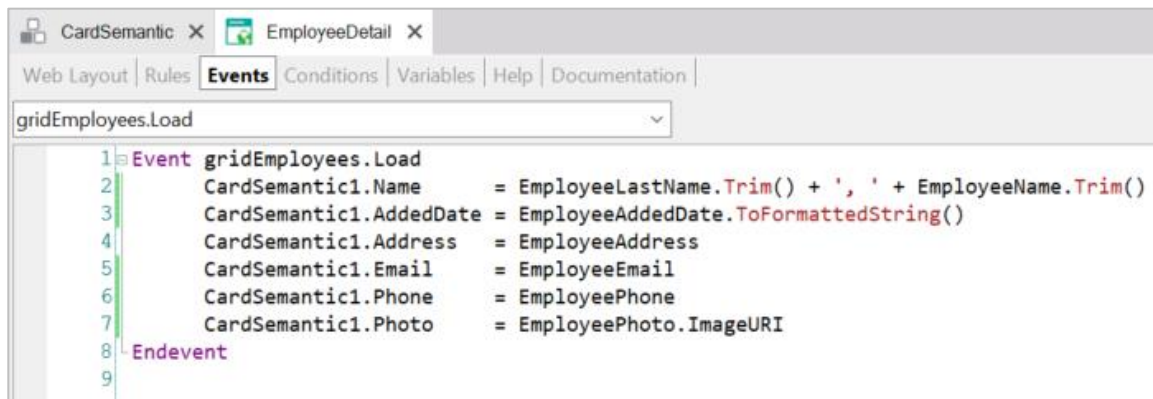 CardSemantic X EmployeeDetail X
Web Layout | Rules | Events | Conditions | Variables | Help | Documentation |
gridEmployees.Load
1 Event gridEmployees.Load
2 CardSemantic1.Name = EmployeeLastName.Trim() + ', ' + EmployeeName.Trim()
3 CardSemantic1.AddedDate = EmployeeAddedDate.ToFormattedString()
4 CardSemantic1.Address = EmployeeAddress
5 CardSemantic1.Email = EmployeeEmail
6 CardSemantic1.Phone = EmployeePhone
7 CardSemantic1.Photo = EmployeePhoto.ImageURI
8 Endevent
9